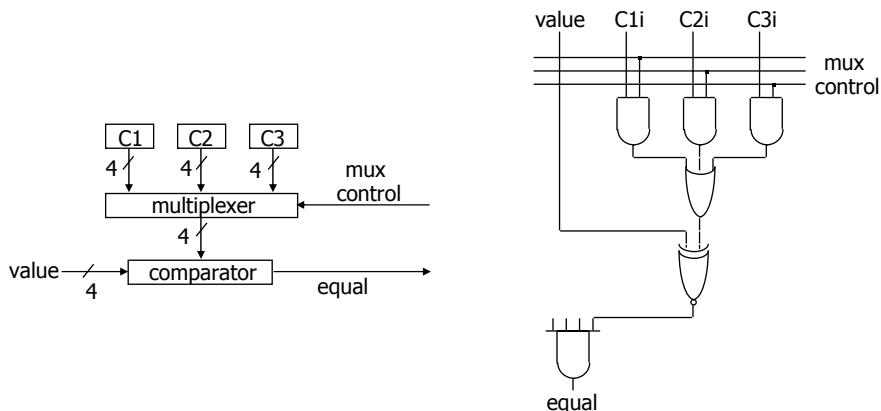 value C1i C2i C3i
mux
control
C1 C2 C3
4 4 4
mux
control
multiplexer
4
value
4
comparator
equal
equal